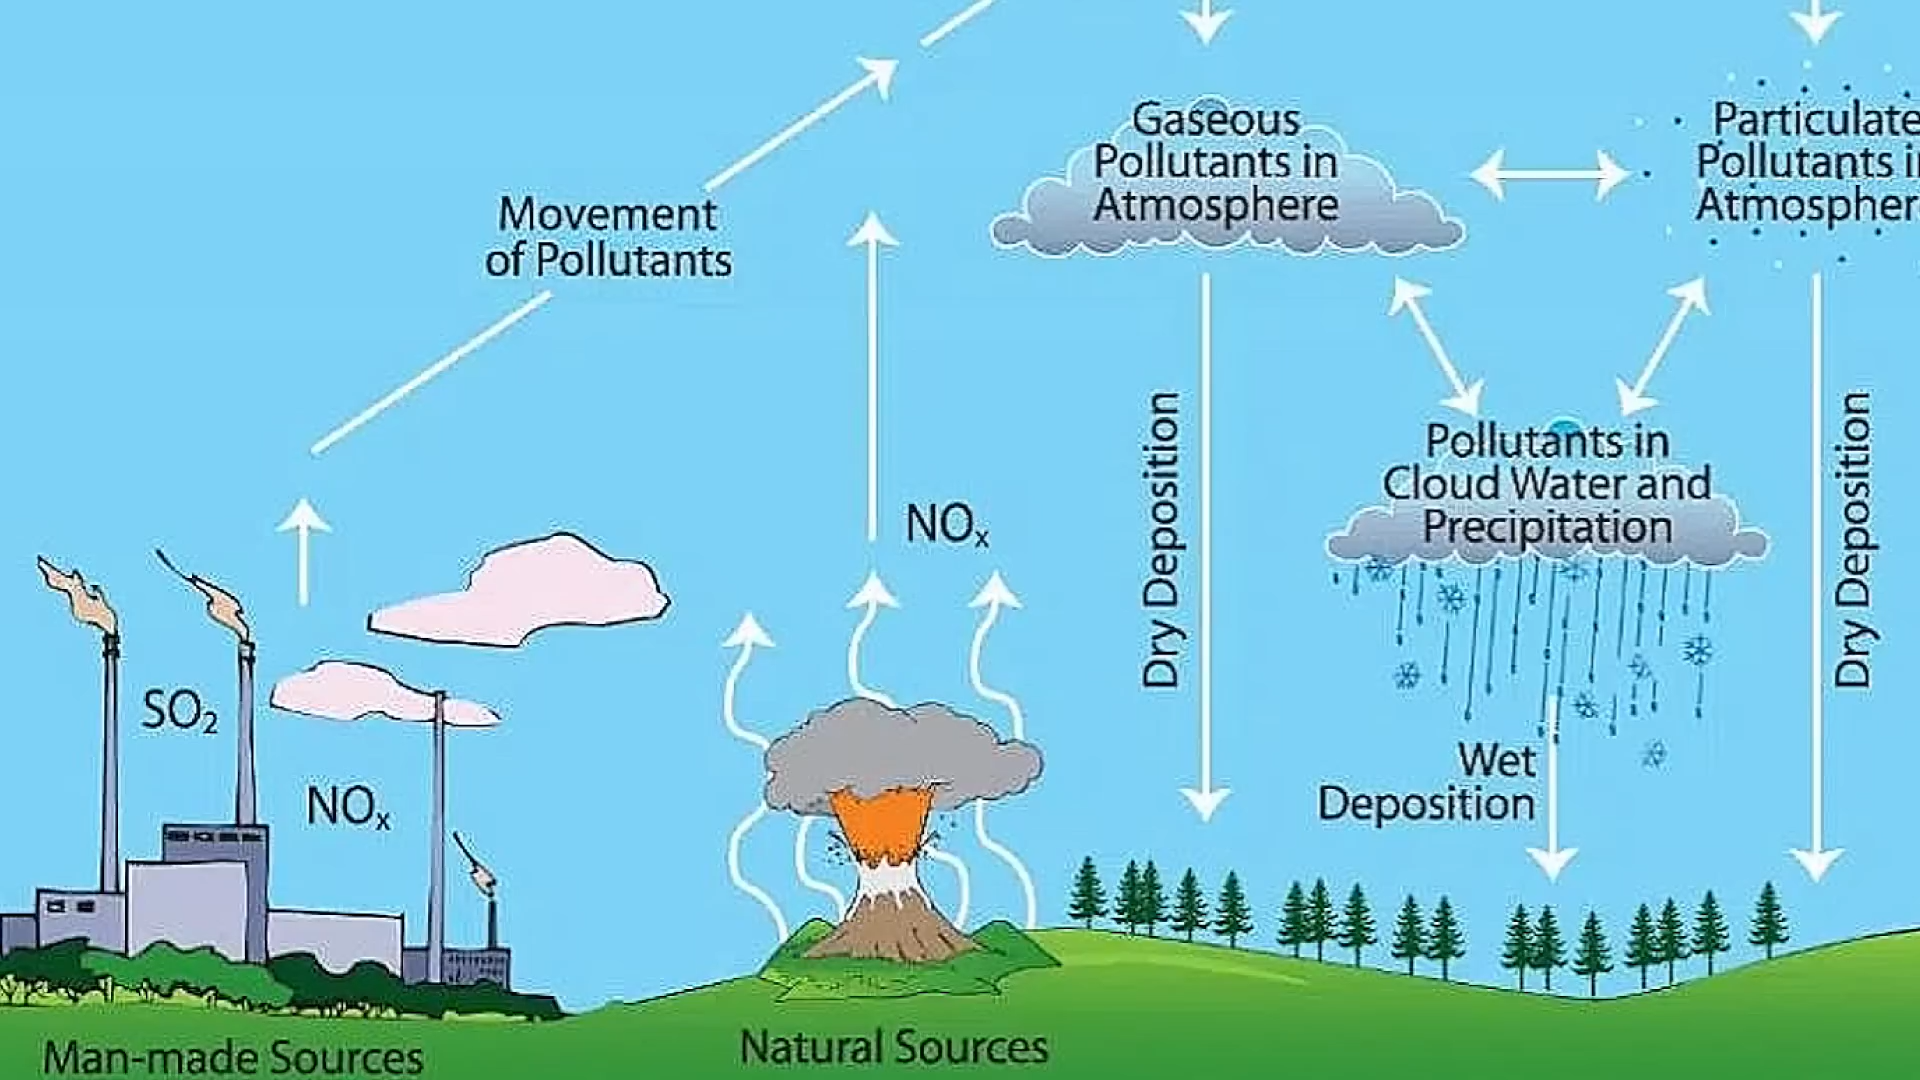 Gaseous
Pollutants in
Atmosphere
Particulate
Pollutants i
Atmospher
Movement
of Pollutants
Dry Deposition
Pollutants in
Cloud Water and
Precipitation
Dry Deposition
NOx
SO2
NOx
Wet
Deposition
Man-made Sources
Natural Sources